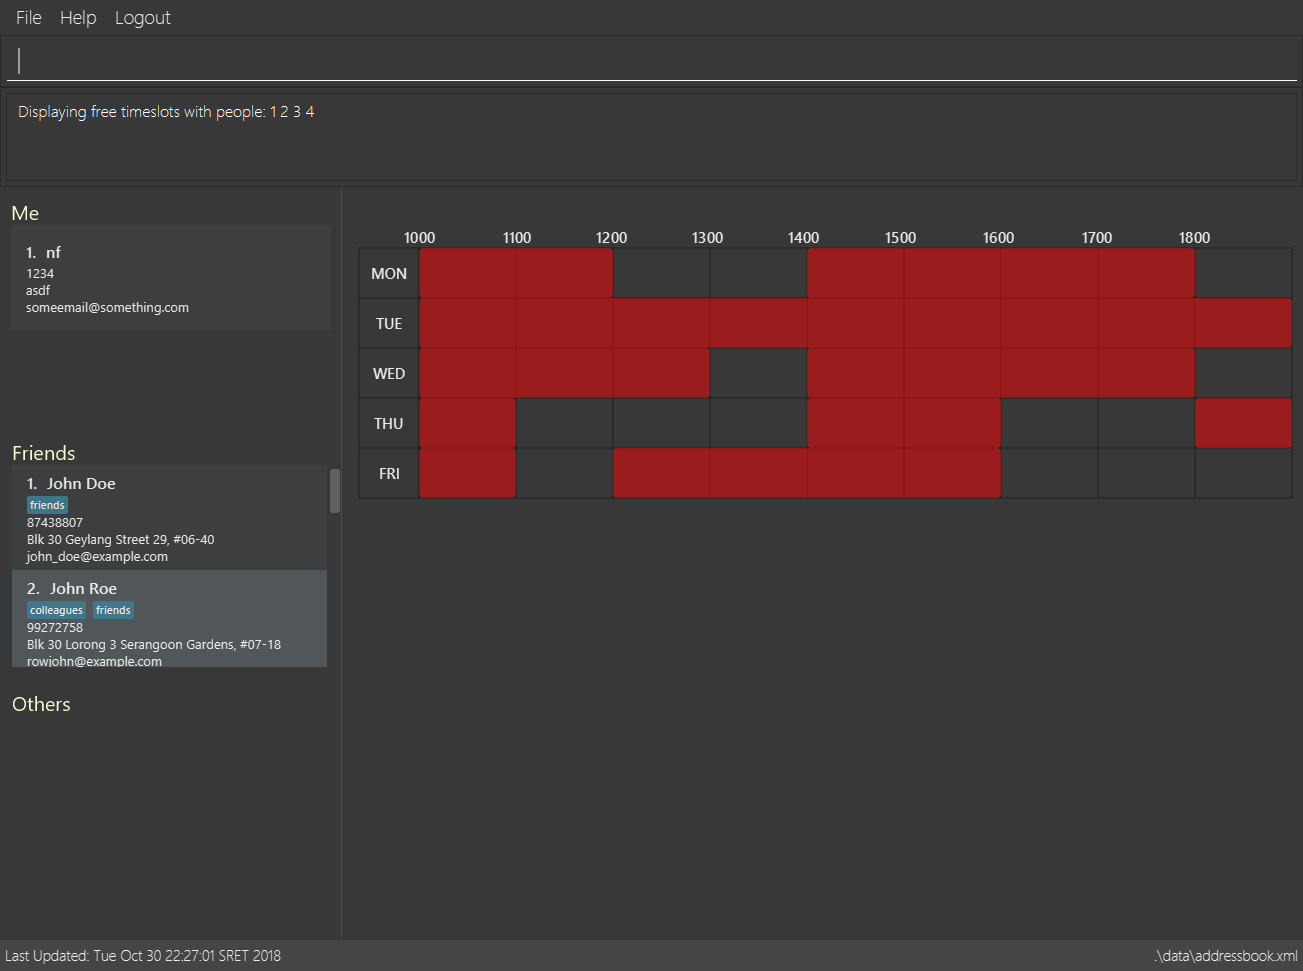 File Help Logout
Displaying free timeslots with people: 1 2 3 4
Me
1. nf
1234
asdf
someemail@something.com
Friends
1. John Doe
friends
87438807
Blk 30 Geylang Street 29, #06-40
john_doe@example.com
2. John Roe
colleagues friends
99272758
Blk 30 Lorong 3 Serangoon Gardens, #07-18
rowjohn@example.com
Others
1000 1100 1200 1300 1400 1500 1600 1700 1800
MON
TUE
WED
THU
FRI
Last Updated: Tue Oct 30 22:27:01 SRET 2018
.\data\addressbook.xml